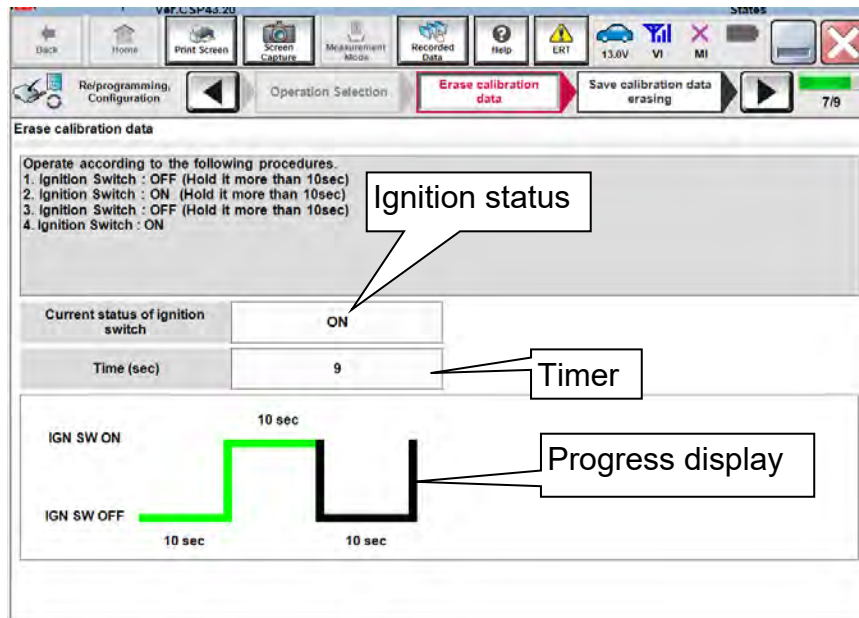 Ver.CSP43.20
States
Back
Home
Print Screen
Screen
Capture
Measurement
Mode
Recorded
Data
Help
ERT
13.0V
VI
MI
Re/programming,
Configuration
Operation Selection
Erase calibration
data
Save calibration data
erasing
7/9
Erase calibration data
Operate according to the following procedures.
1. Ignition Switch : OFF (Hold it more than 10sec)
2. Ignition Switch : ON (Hold it more than 10sec)
3. Ignition Switch : OFF (Hold it more than 10sec)
4. Ignition Switch : ON
Ignition status
Current status of ignition
switch
ON
Time (sec)
9
Timer
10 sec
IGN SW ON
Progress display
IGN SW OFF
10 sec
10 sec